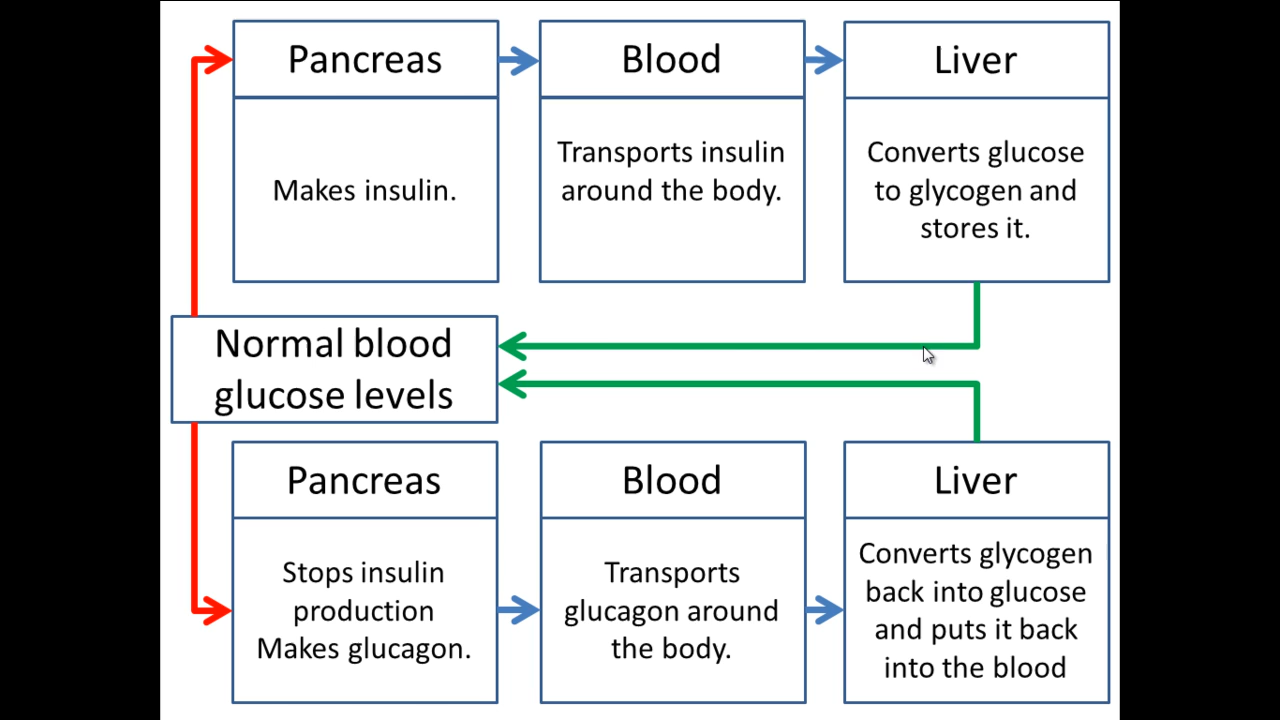 Pancreas
Blood
Liver
Makes insulin.
Transports insulin
around the body.
Converts glucose
to glycogen and
stores it.
Normal blood
glucose levels
Pancreas
Blood
Liver
Stops insulin
production
Makes glucagon.
Transports
glucagon around
the body.
Converts glycogen
back into glucose
and puts it back
into the blood